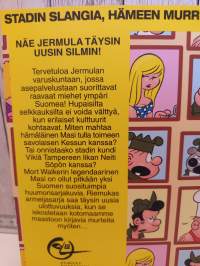 STADIN SLANGIA, HÄMEEN MURR
NÄE JERMULA TÄYSIN
UUSIN SILMIN!
Tervetuloa Jermulan
varuskuntaan, jossa
asepalvelustaan suorittavat
raavaat miehet ympäri
Suomea! Hupaisilta
selkkauksilta ei voida välttyä,
kun erilaiset kulttuurit
kohtaavat. Miten mahtaa
hämäläinen Masi tulla toimeen
savolaisen Kessun kanssa?
Tai onnistaako stadin kundi
Vikiä Tampereen likan Neiti
Söpön kanssa?
Mort Walkerin legendaarinen
Masi on ollut pitkään yksi
Suomen suosituimpia
huumorisarjakuvia. Riemukas
armeijasarja saa täysin uusia
ulottuvuuksia, kun se
iskostetaan kotomaamme
maastoon kirjavia murteita
myöten...